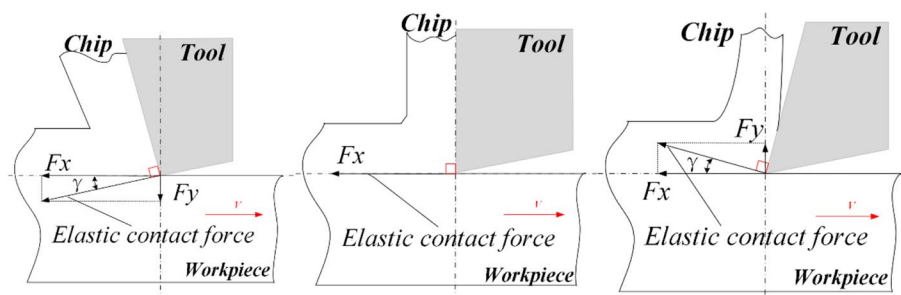 Chip
Tool
Fx
γ
Fy
v
Elastic contact force
Workpiece
Chip
Tool
Fx
v
Elastic contact force
Workpiece
Chip
Tool
Fy
γ
Fx
v
Elastic contact force
Workpiece